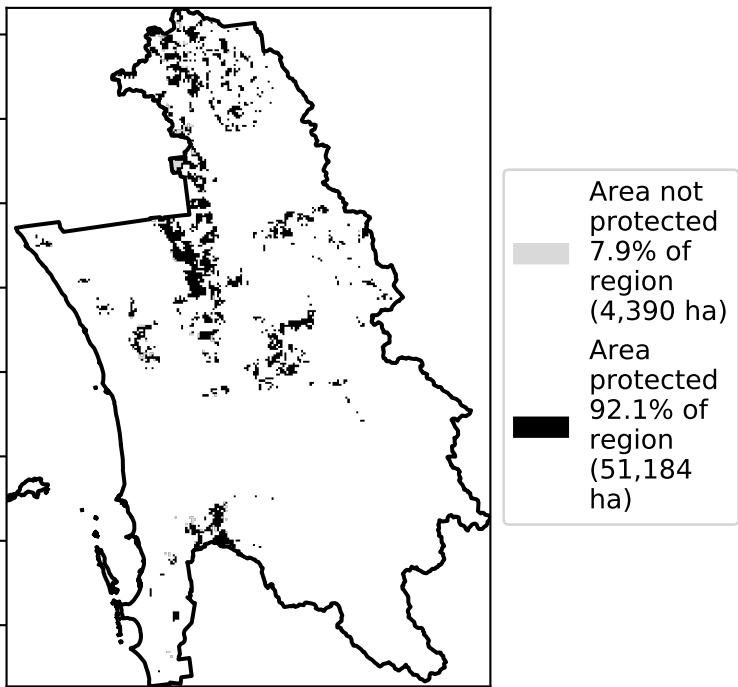 Area not
protected
7.9% of
region
(4,390 ha)
Area
protected
92.1% of
region
(51,184
ha)